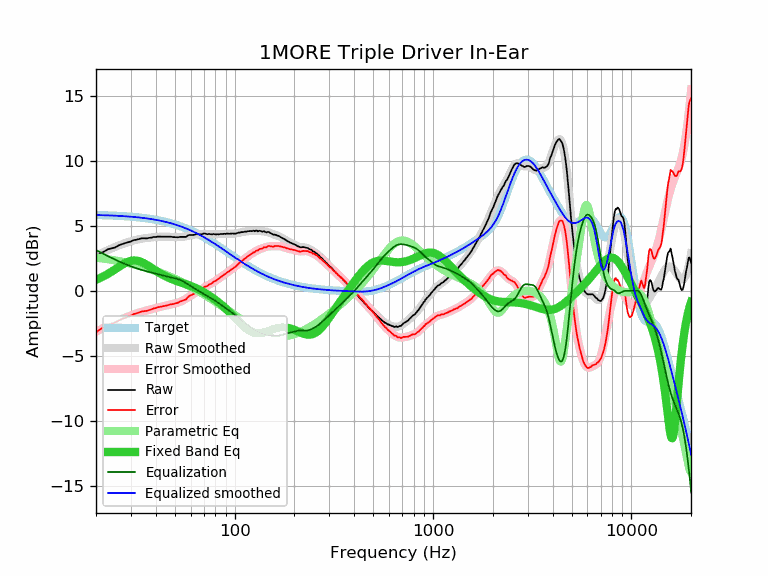 1MORE Triple Driver In-Ear
Amplitude (dBr)
15
10
5
0
−5
−10
−15
Target
Raw Smoothed
Error Smoothed
Raw
Error
Parametric Eq
Fixed Band Eq
Equalization
Equalized smoothed
100
1000
10000
Frequency (Hz)